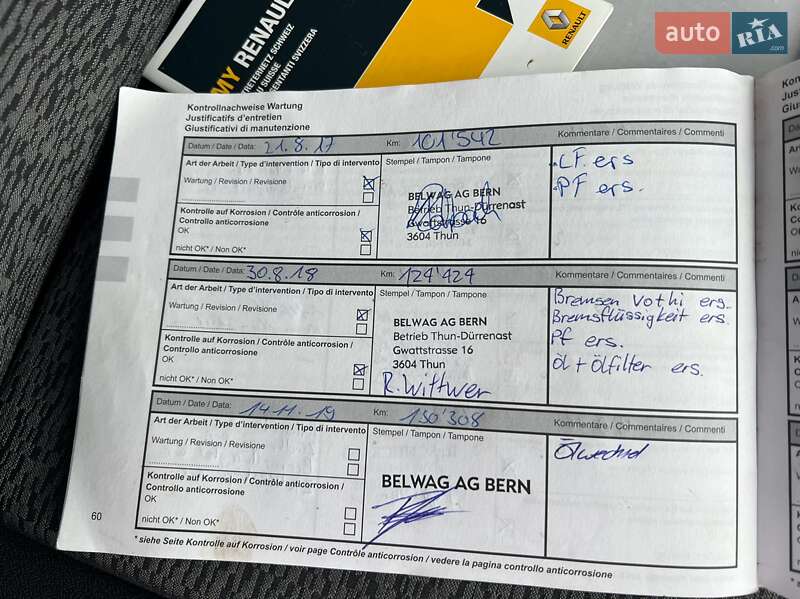 MY RENAULT
RENAULT
auto RIA.com
Kontrollnachweise Wartung
Justificatifs d'entretien
Giustificativi di manutenzione
Datum / Date / Data: 21.8.17 Km: 101'542 Kommentare / Commentaires / Commenti
Art der Arbeit / Type d'intervention / Tipo di intervento Stempel / Tampon / Timbro
Wartung / Revision / Revisione
LF. ers
PF ers.
BELWAG AG BERN
Betrieb Thun-Dürrenast
Gwattstrasse 16
3604 Thun
Kontrolle auf Korrosion / Contrôle anticorrosion /
Controllo anticorrosione
OK
nicht OK* / Non OK*
Datum / Date / Data: 30.8.18 Km: 124'424 Kommentare / Commentaires / Commenti
Art der Arbeit / Type d'intervention / Tipo di intervento Stempel / Tampon / Tampone
Wartung / Revision / Revisione
Bremsen Vo+hi ers.
Bremsflüssigkeit ers.
Pf ers.
Öl + Ölfilter ers.
BELWAG AG BERN
Betrieb Thun-Dürrenast
Gwattstrasse 16
3604 Thun
R. Wittwer
Kontrolle auf Korrosion / Contrôle anticorrosion /
Controllo anticorrosione
OK
nicht OK* / Non OK*
Datum / Date / Data: 14.11.19 Km: 130'308 Kommentare / Commentaires / Commenti
Art der Arbeit / Type d'intervention / Tipo di intervento Stempel / Tampon / Tampone
Wartung / Revision / Revisione
Ölwechsel
BELWAG AG BERN
Kontrolle auf Korrosion / Contrôle anticorrosion /
Controllo anticorrosione
OK
nicht OK* / Non OK*
60
* siehe Seite Kontrolle auf Korrosion / voir page Contrôle anticorrosion / vedere la pagina controllo anticorrosione